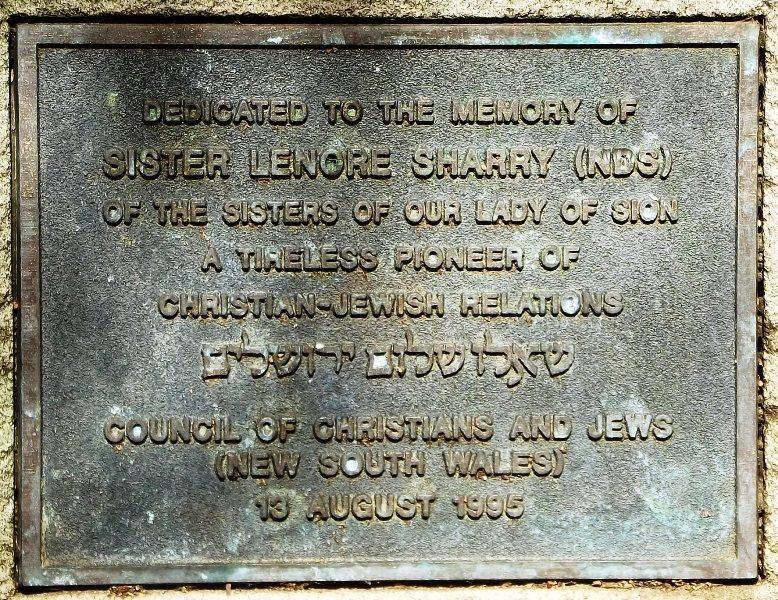 DEDICATED TO THE MEMORY OF
SISTER LENORE SHARRY (NDS)
OF THE SISTERS OF OUR LADY OF SION
A TIRELESS PIONEER OF
CHRISTIAN-JEWISH RELATIONS
שאלו שלום ירושלים
COUNCIL OF CHRISTIANS AND JEWS
(NEW SOUTH WALES)
13 AUGUST 1995